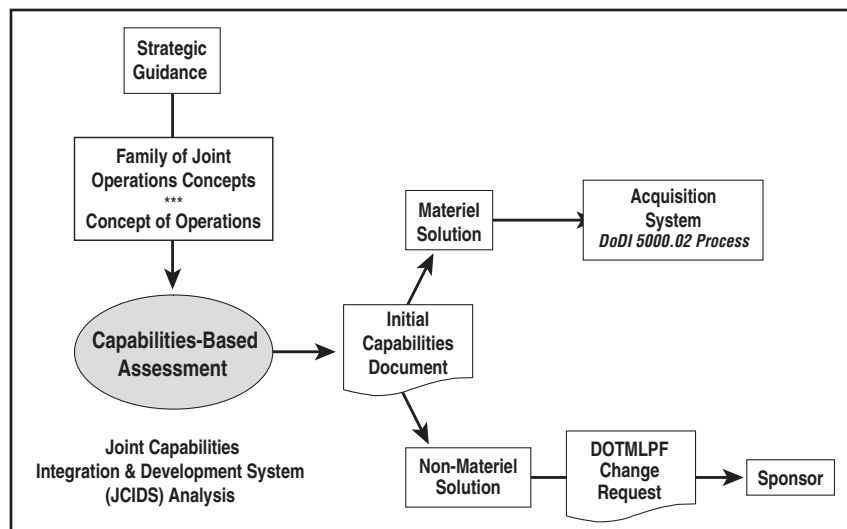 Strategic
Guidance
Family of Joint
Operations Concepts
***
Concept of Operations
Capabilities-Based
Assessment
Joint Capabilities
Integration & Development System
(JCIDS) Analysis
Initial
Capabilities
Document
Materiel
Solution
Acquisition
System
DoDI 5000.02 Process
Non-Materiel
Solution
DOTMLPF
Change
Request
Sponsor